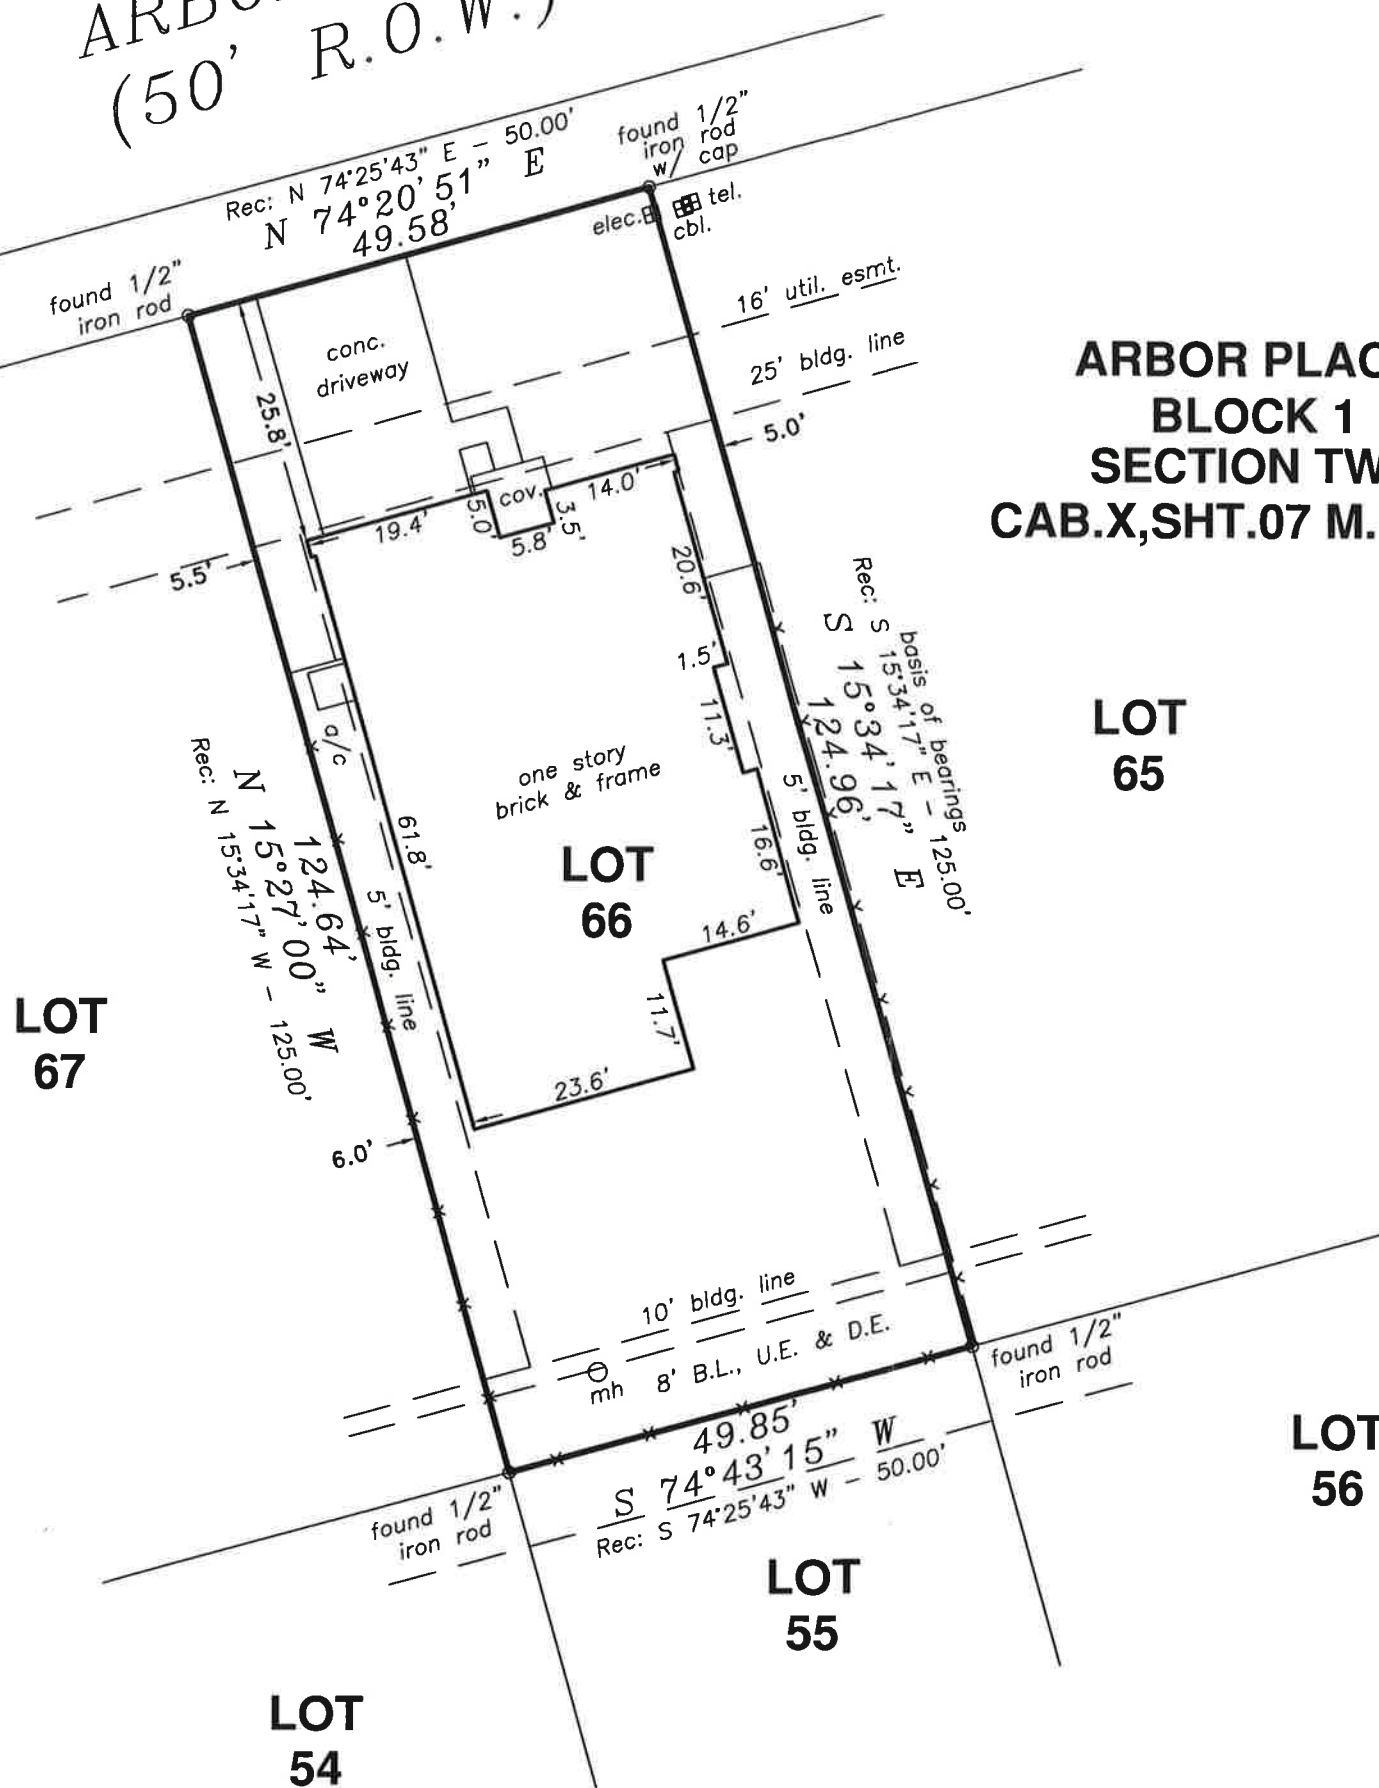 (50' R.O.W.)
Rec: N 74°25'43" E - 50.00'
N 74°20'51" E
49.58'
found 1/2"
iron rod
w/ cap
elec.
tel.
cbl.
found 1/2"
iron rod
16' util. esmt.
25' bldg. line
conc.
driveway
25.8'
5.0'
5.5'
19.4'
5.0'
cov.
5.8'
3.5'
14.0'
20.6'
1.5'
11.3'
16.6'
14.6'
11.7'
23.6'
61.8'
a/c
one story
brick & frame
LOT
66
5' bldg. line
5' bldg. line
basis of bearings
Rec: S 15°34'17" E - 125.00'
S 15°34'17" E
124.96'
124.64'
N 15°27'00" W
Rec: N 15°34'17" W - 125.00'
6.0'
BLOCK 1
CAB.X,SHT.07 M.
LOT
65
LOT
67
10' bldg. line
mh 8' B.L., U.E. & D.E.
found 1/2"
iron rod
found 1/2"
iron rod
49.85'
S 74°43'15" W
Rec: S 74°25'43" W - 50.00'
LOT
56
LOT
55
LOT
54